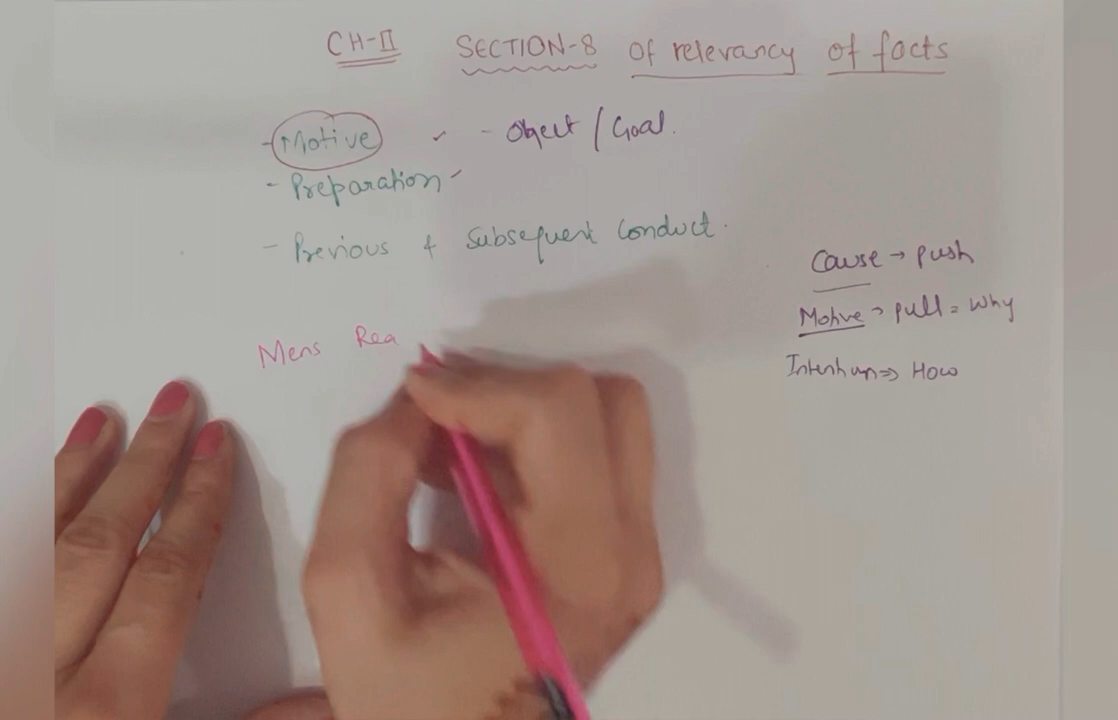 CH-II SECTION-8 of relevancy of facts
- Motive ✓ - Object / Goal.
- Preparation
- Previous & Subsequent Conduct.
Cause → push
Motive → pull = Why
Intention ⇒ How
Mens Rea